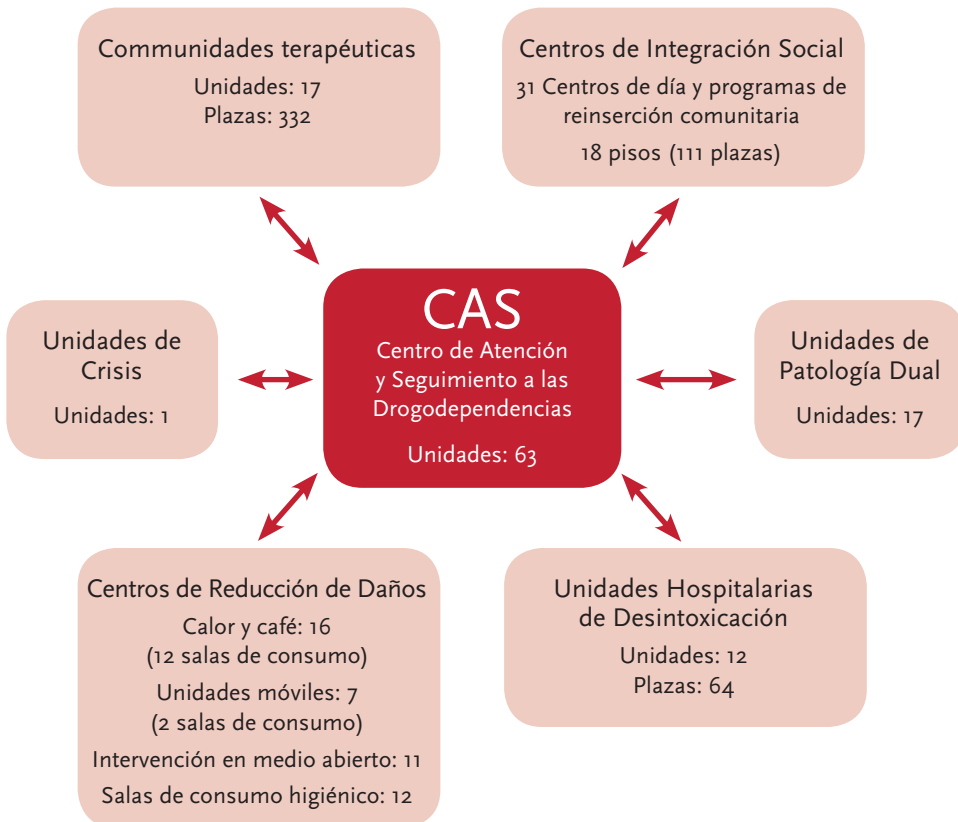 Communidades terapéuticas
Unidades: 17
Plazas: 332
Centros de Integración Social
31 Centros de día y programas de
reinserción comunitaria
18 pisos (111 plazas)
Unidades de
Crisis
Unidades: 1
CAS
Centro de Atención
y Seguimiento a las
Drogodependencias
Unidades: 63
Unidades de
Patología Dual
Unidades: 17
Centros de Reducción de Daños
Calor y café: 16
(12 salas de consumo)
Unidades móviles: 7
(2 salas de consumo)
Intervención en medio abierto: 11
Salas de consumo higiénico: 12
Unidades Hospitalarias
de Desintoxicación
Unidades: 12
Plazas: 64